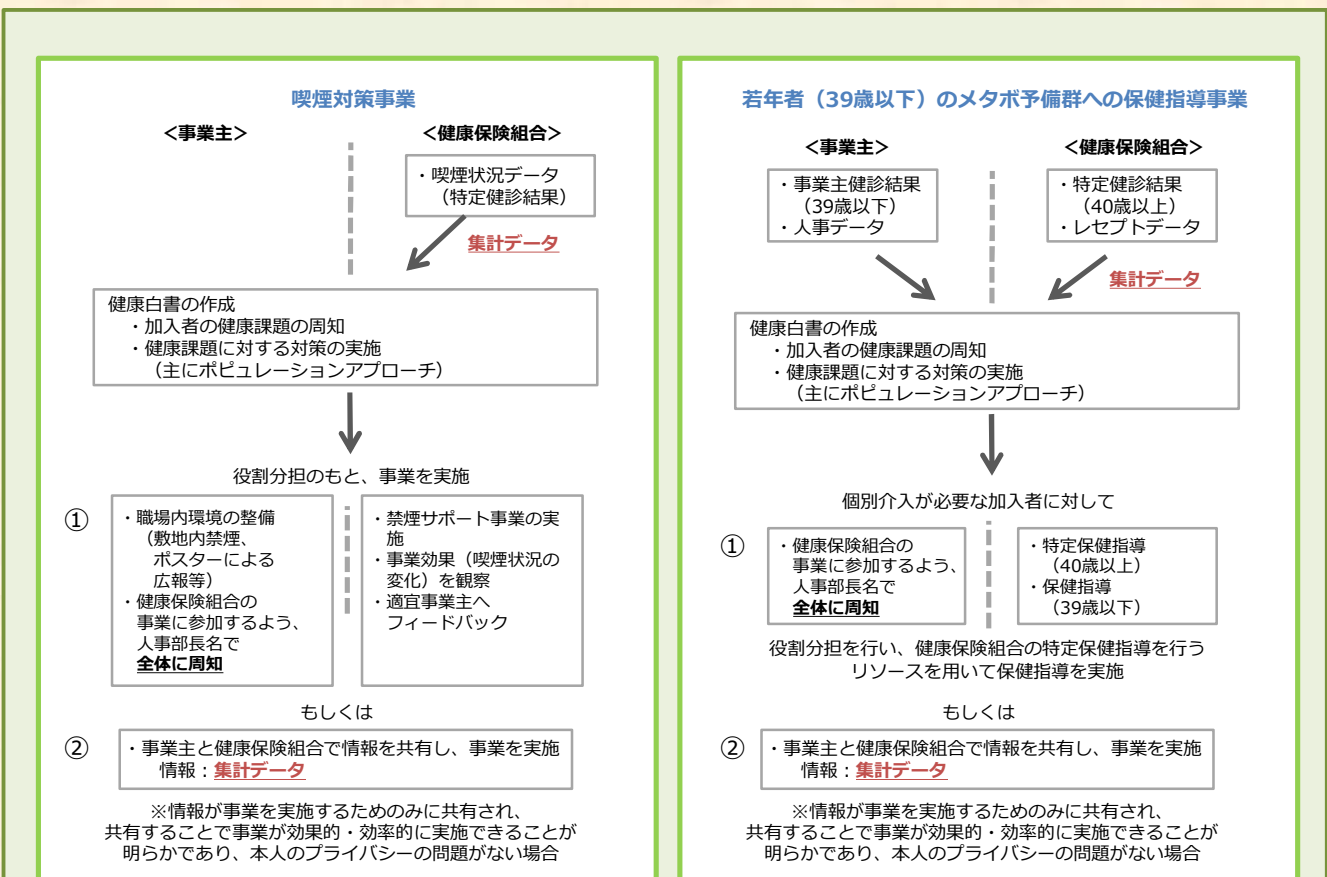 喫煙対策事業
<事業主>
<健康保険組合>
・喫煙状況データ
（特定健診結果）
集計データ
健康白書の作成
・加入者の健康課題の周知
・健康課題に対する対策の実施
（主にポピュレーションアプローチ）
役割分担のもと、事業を実施
①
・職場内環境の整備
（敷地内禁煙、
ポスターによる
広報等）
・健康保険組合の
事業に参加するよう、
人事部長名で
全体に周知
・禁煙サポート事業の実
施
・事業効果（喫煙状況の
変化）を観察
・適宜事業主へ
フィードバック
もしくは
②
・事業主と健康保険組合で情報を共有し、事業を実施
情報：集計データ
※情報が事業を実施するためのみに共有され、
共有することで事業が効果的・効率的に実施できることが
明らかであり、本人のプライバシーの問題がない場合
若年者（39歳以下）のメタボ予備群への保健指導事業
<事業主>
<健康保険組合>
・事業主健診結果
（39歳以下）
・人事データ
・特定健診結果
（40歳以上）
・レセプトデータ
集計データ
健康白書の作成
・加入者の健康課題の周知
・健康課題に対する対策の実施
（主にポピュレーションアプローチ）
個別介入が必要な加入者に対して
①
・健康保険組合の
事業に参加するよう、
人事部長名で
全体に周知
・特定保健指導
（40歳以上）
・保健指導
（39歳以下）
役割分担を行い、健康保険組合の特定保健指導を行う
リソースを用いて保健指導を実施
もしくは
②
・事業主と健康保険組合で情報を共有し、事業を実施
情報：集計データ
※情報が事業を実施するためのみに共有され、
共有することで事業が効果的・効率的に実施できることが
明らかであり、本人のプライバシーの問題がない場合